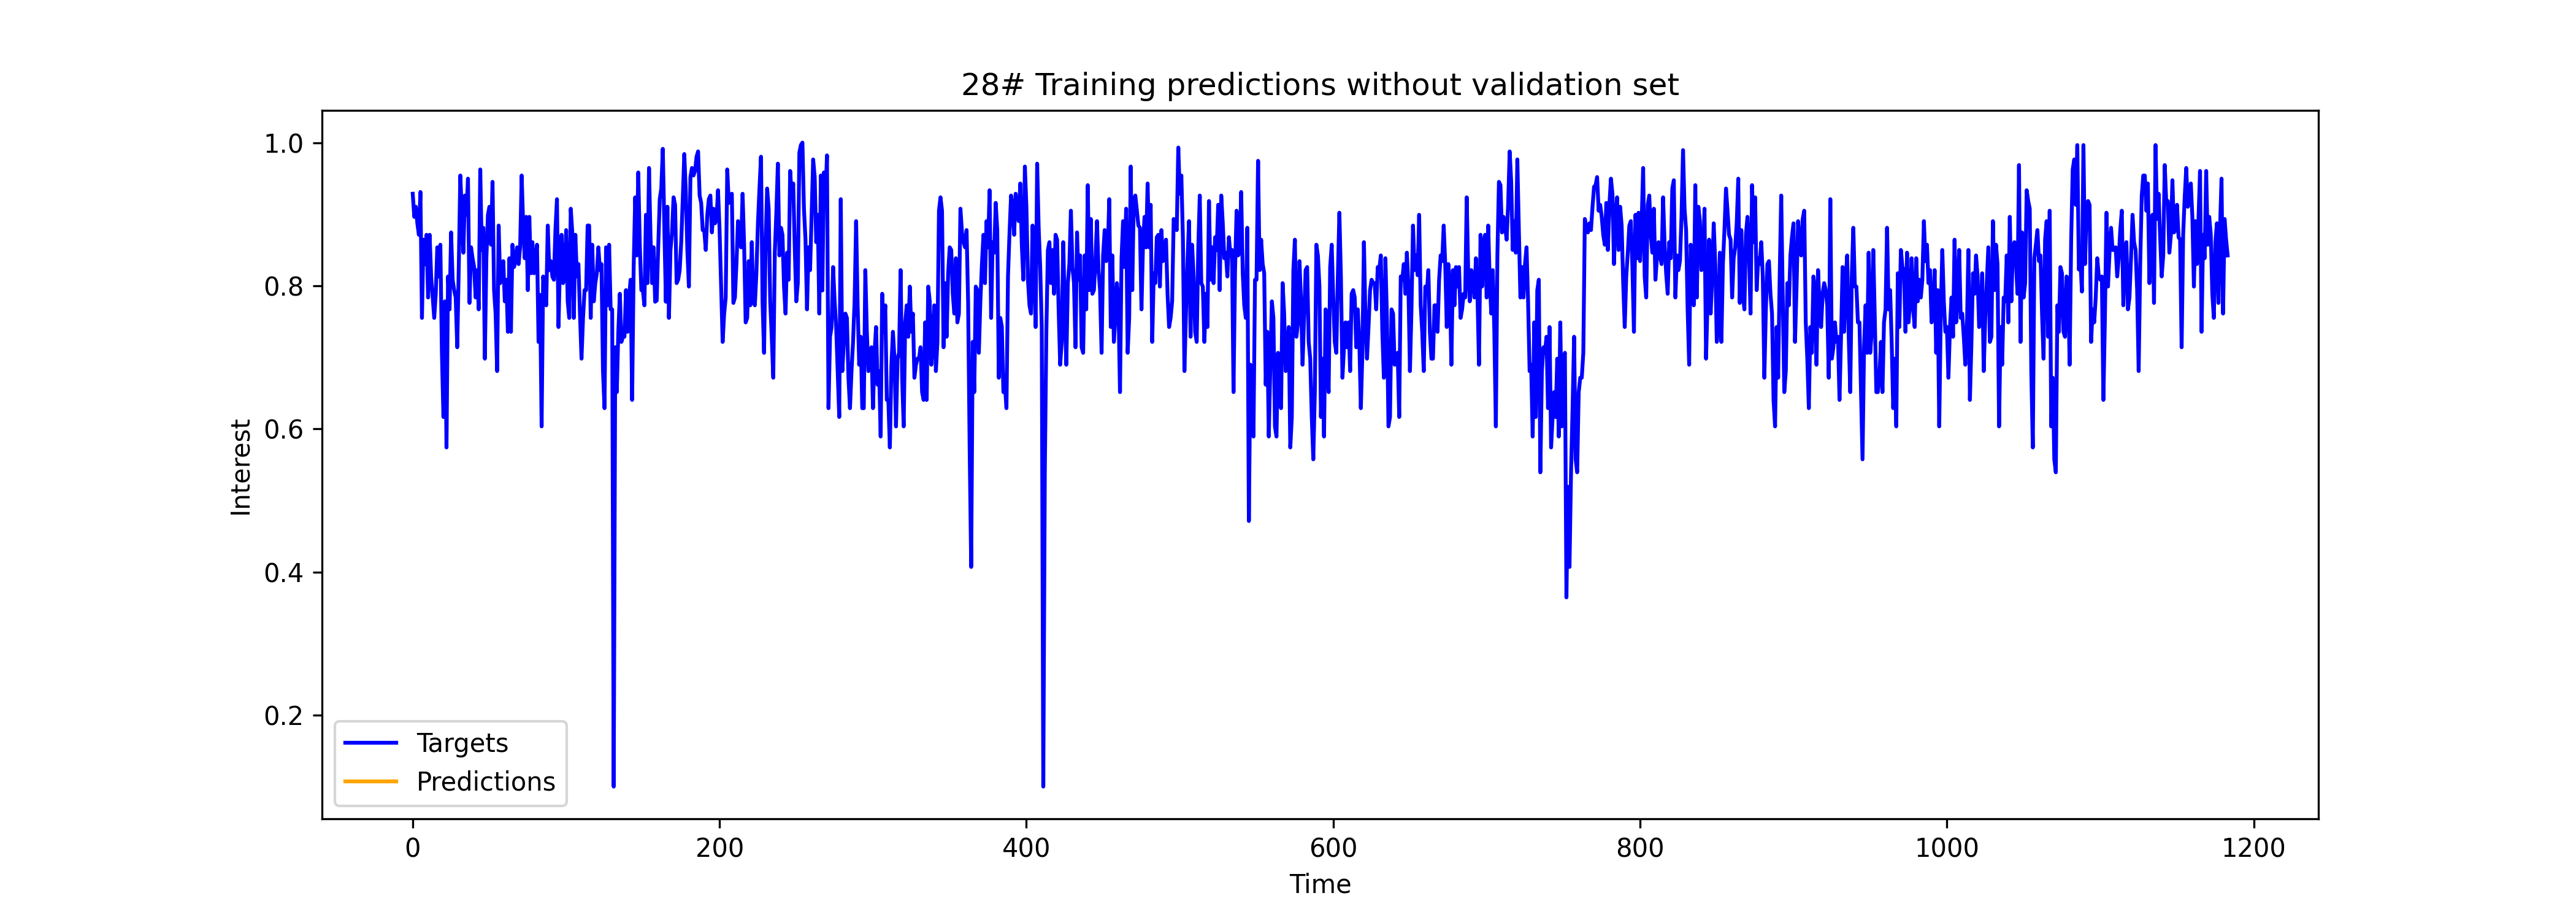 28# Training predictions without validation set
1.0
0.8
0.6
0.4
0.2
Interest
Targets
Predictions
0 200 400 600 800 1000 1200
Time